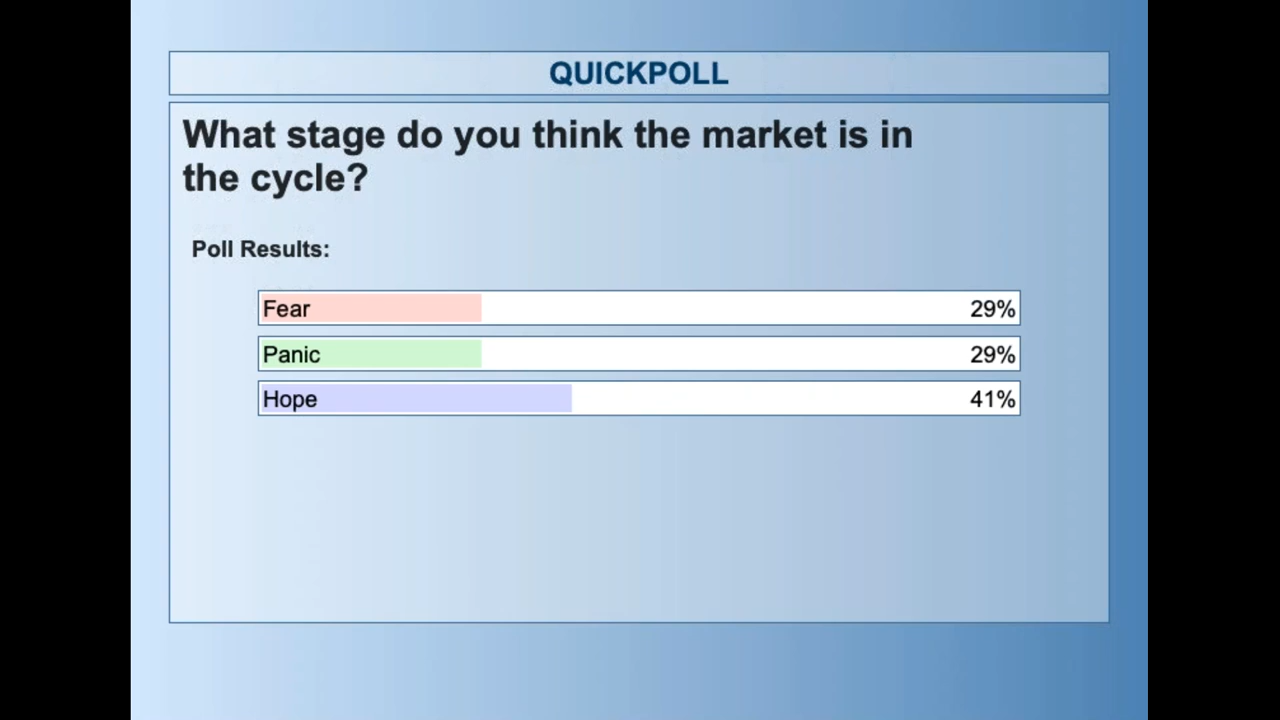 QUICKPOLL
What stage do you think the market is in
the cycle?
Poll Results:
Fear 29%
Panic 29%
Hope 41%